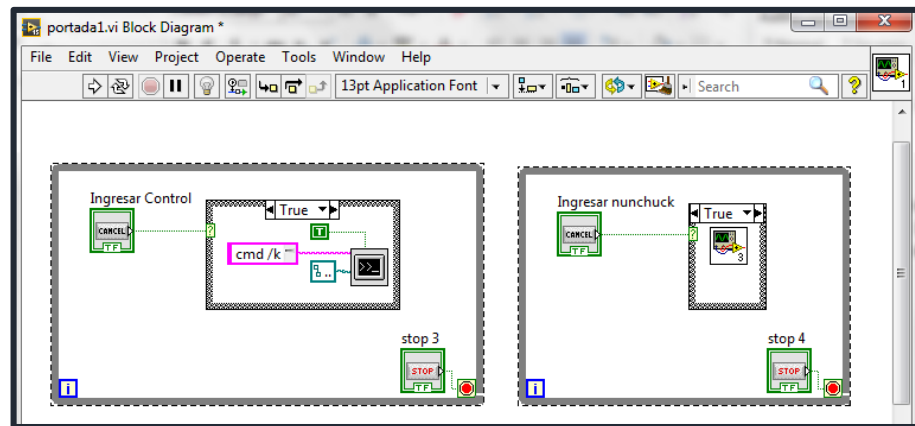 portada1.vi Block Diagram *
File Edit View Project Operate Tools Window Help
13pt Application Font
Search
?
1
Ingresar Control
CANCEL
TF
?
True
T
cmd /k
>>_
stop 3
STOP
TF
i
Ingresar nunchuck
CANCEL
TF
?
True
3
stop 4
STOP
TF
i